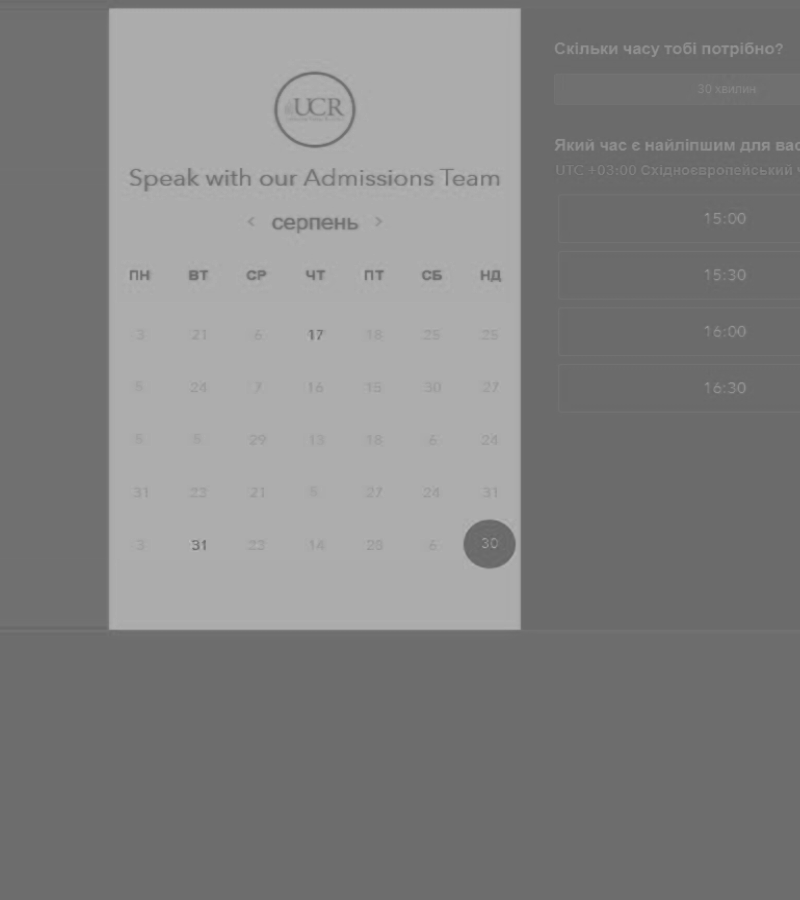 UCR
Speak with our Admissions Team
< серпень >
ПН ВТ СР ЧТ ПТ СБ НД
3 21 6 17 18 25 25
5 24 7 16 15 30 27
5 5 29 13 18 6 24
31 23 21 5 27 24 31
3 31 23 14 28 6 30
Скільки часу тобі потрібно?
30 хвилин
Який час є найліпшим для вас
UTC +03:00 Східноєвропейський
15:00
15:30
16:00
16:30